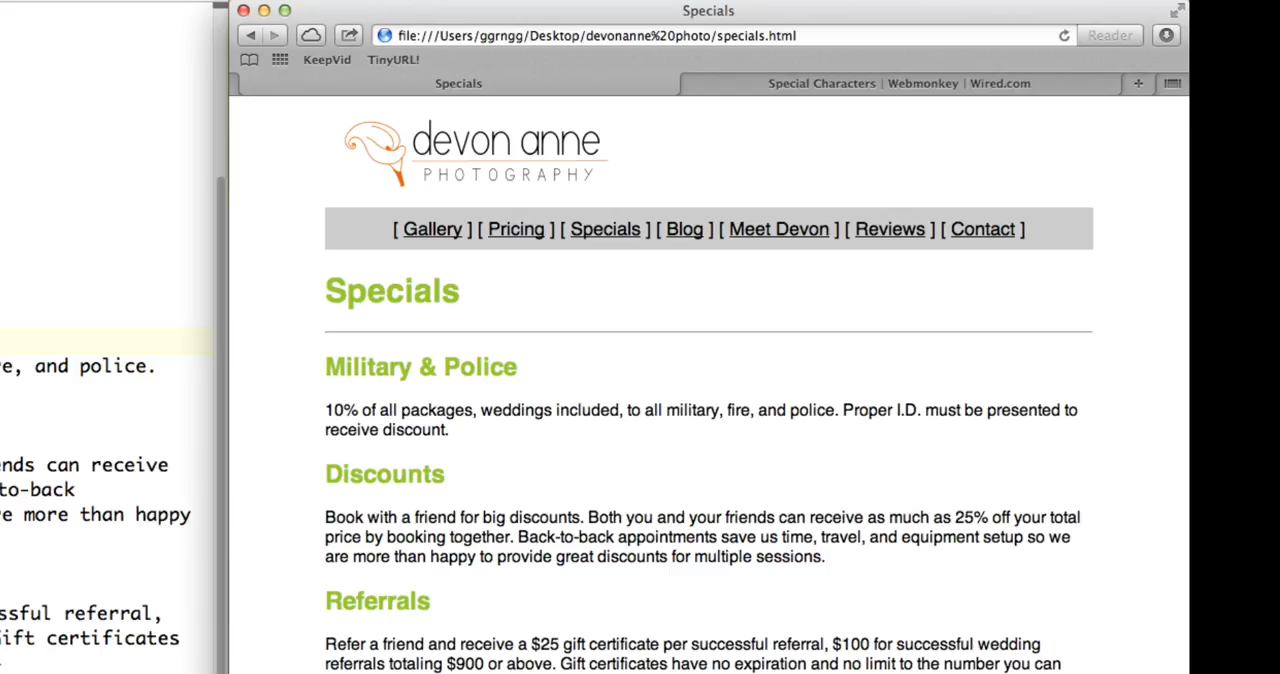 Specials
file:///Users/ggrngg/Desktop/devonanne%20photo/specials.html
Reader
KeepVid TinyURL!
Specials
Special Characters | Webmonkey | Wired.com
devon anne
PHOTOGRAPHY
[ Gallery ] [ Pricing ] [ Specials ] [ Blog ] [ Meet Devon ] [ Reviews ] [ Contact ]
Specials
Military & Police
10% of all packages, weddings included, to all military, fire, and police. Proper I.D. must be presented to
receive discount.
Discounts
Book with a friend for big discounts. Both you and your friends can receive as much as 25% off your total
price by booking together. Back-to-back appointments save us time, travel, and equipment setup so we
are more than happy to provide great discounts for multiple sessions.
Referrals
Refer a friend and receive a $25 gift certificate per successful referral, $100 for successful wedding
referrals totaling $900 or above. Gift certificates have no expiration and no limit to the number you can
e, and police.
ends can receive
to-back
e more than happy
ssful referral,
Gift certificates